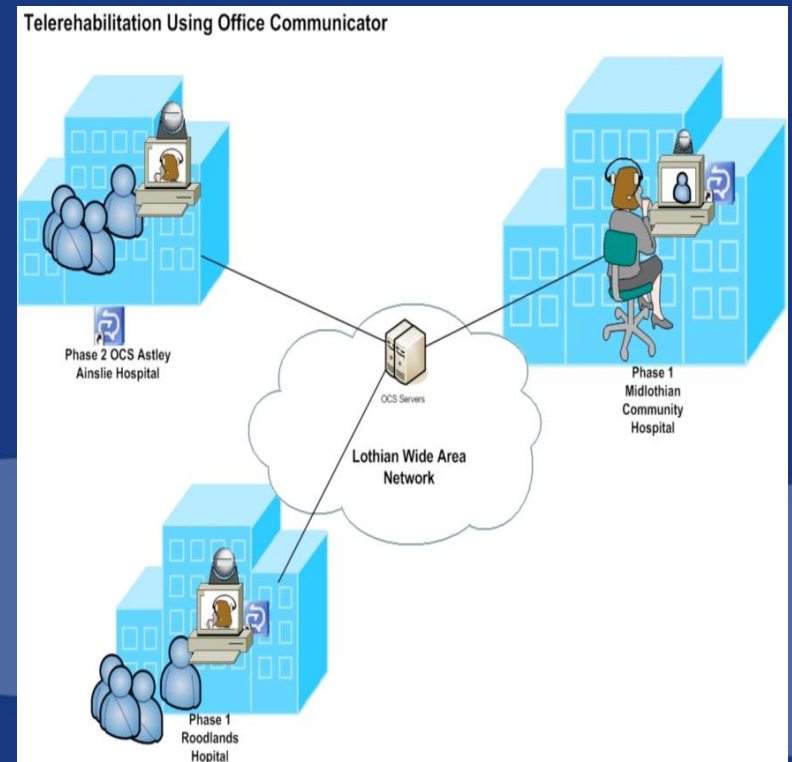 Telerehabilitation Using Office Communicator
Phase 2 OCS Astley
Ainslie Hospital
Phase 1
Midlothian
Community
Hospital
OCS Servers
Lothian Wide Area
Network
Phase 1
Roodlands
Hopital